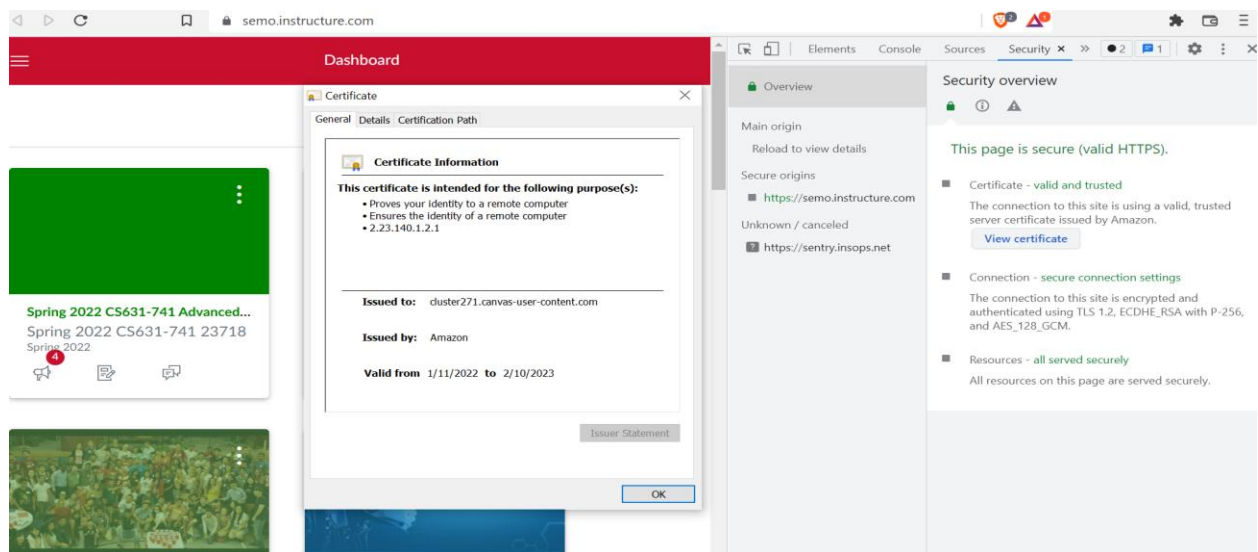 semo.instructure.com
2
1
Dashboard
Elements Console Sources Security × » 2 1
Certificate
General Details Certification Path
Certificate Information
This certificate is intended for the following purpose(s):
• Proves your identity to a remote computer
• Ensures the identity of a remote computer
• 2.23.140.1.2.1
Issued to: cluster271.canvas-user-content.com
Issued by: Amazon
Valid from 1/11/2022 to 2/10/2023
Issuer Statement
OK
Spring 2022 CS631-741 Advanced...
Spring 2022 CS631-741 23718
Spring 2022
4
Overview
Main origin
Reload to view details
Secure origins
https://semo.instructure.com
Unknown / canceled
? https://sentry.insops.net
Security overview
This page is secure (valid HTTPS).
Certificate - valid and trusted
The connection to this site is using a valid, trusted
server certificate issued by Amazon.
View certificate
Connection - secure connection settings
The connection to this site is encrypted and
authenticated using TLS 1.2, ECDHE_RSA with P-256,
and AES_128_GCM.
Resources - all served securely
All resources on this page are served securely.